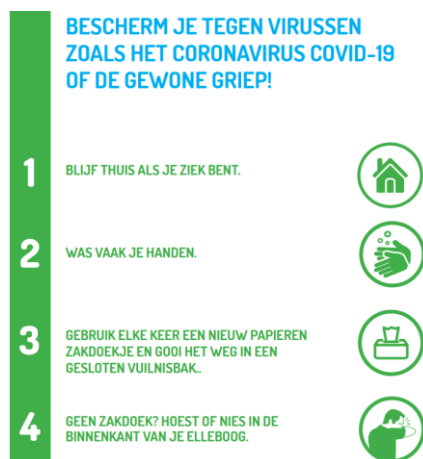 BESCHERM JE TEGEN VIRUSSEN
ZOALS HET CORONAVIRUS COVID-19
OF DE GEWONE GRIEP!
1
BLIJF THUIS ALS JE ZIEK BENT.
2
WAS VAAK JE HANDEN.
3
GEBRUIK ELKE KEER EEN NIEUW PAPIEREN
ZAKDOEKJE EN GOOI HET WEG IN EEN
GESLOTEN VUILNISBAK..
4
GEEN ZAKDOEK? HOEST OF NIES IN DE
BINNENKANT VAN JE ELLEBOOG.